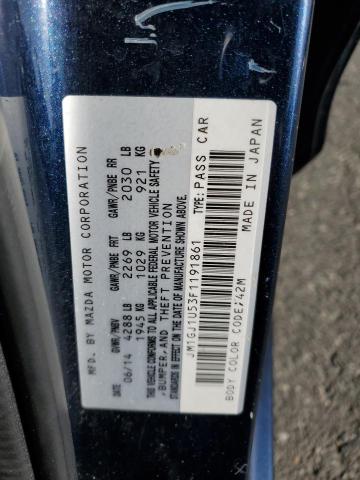 MFD. BY MAZDA MOTOR CORPORATION
GVWR/PNBV GAWR/PNBE FRT GAWR/PNBE RR
06/14 4288 LB 2269 LB 2030 LB
1945 KG 1029 KG 921 KG
THIS VEHICLE CONFORMS TO ALL APPLICABLE FEDERAL MOTOR VEHICLE SAFETY
,BUMPER,AND THEFT PREVENTION
STANDARDS IN EFFECT ON THE DATE OF MANUFACTURE SHOWN ABOVE.
JM1GJ1U53F1191861 TYPE:PASS CAR
BODY COLOR CODE:42M MADE IN JAPAN